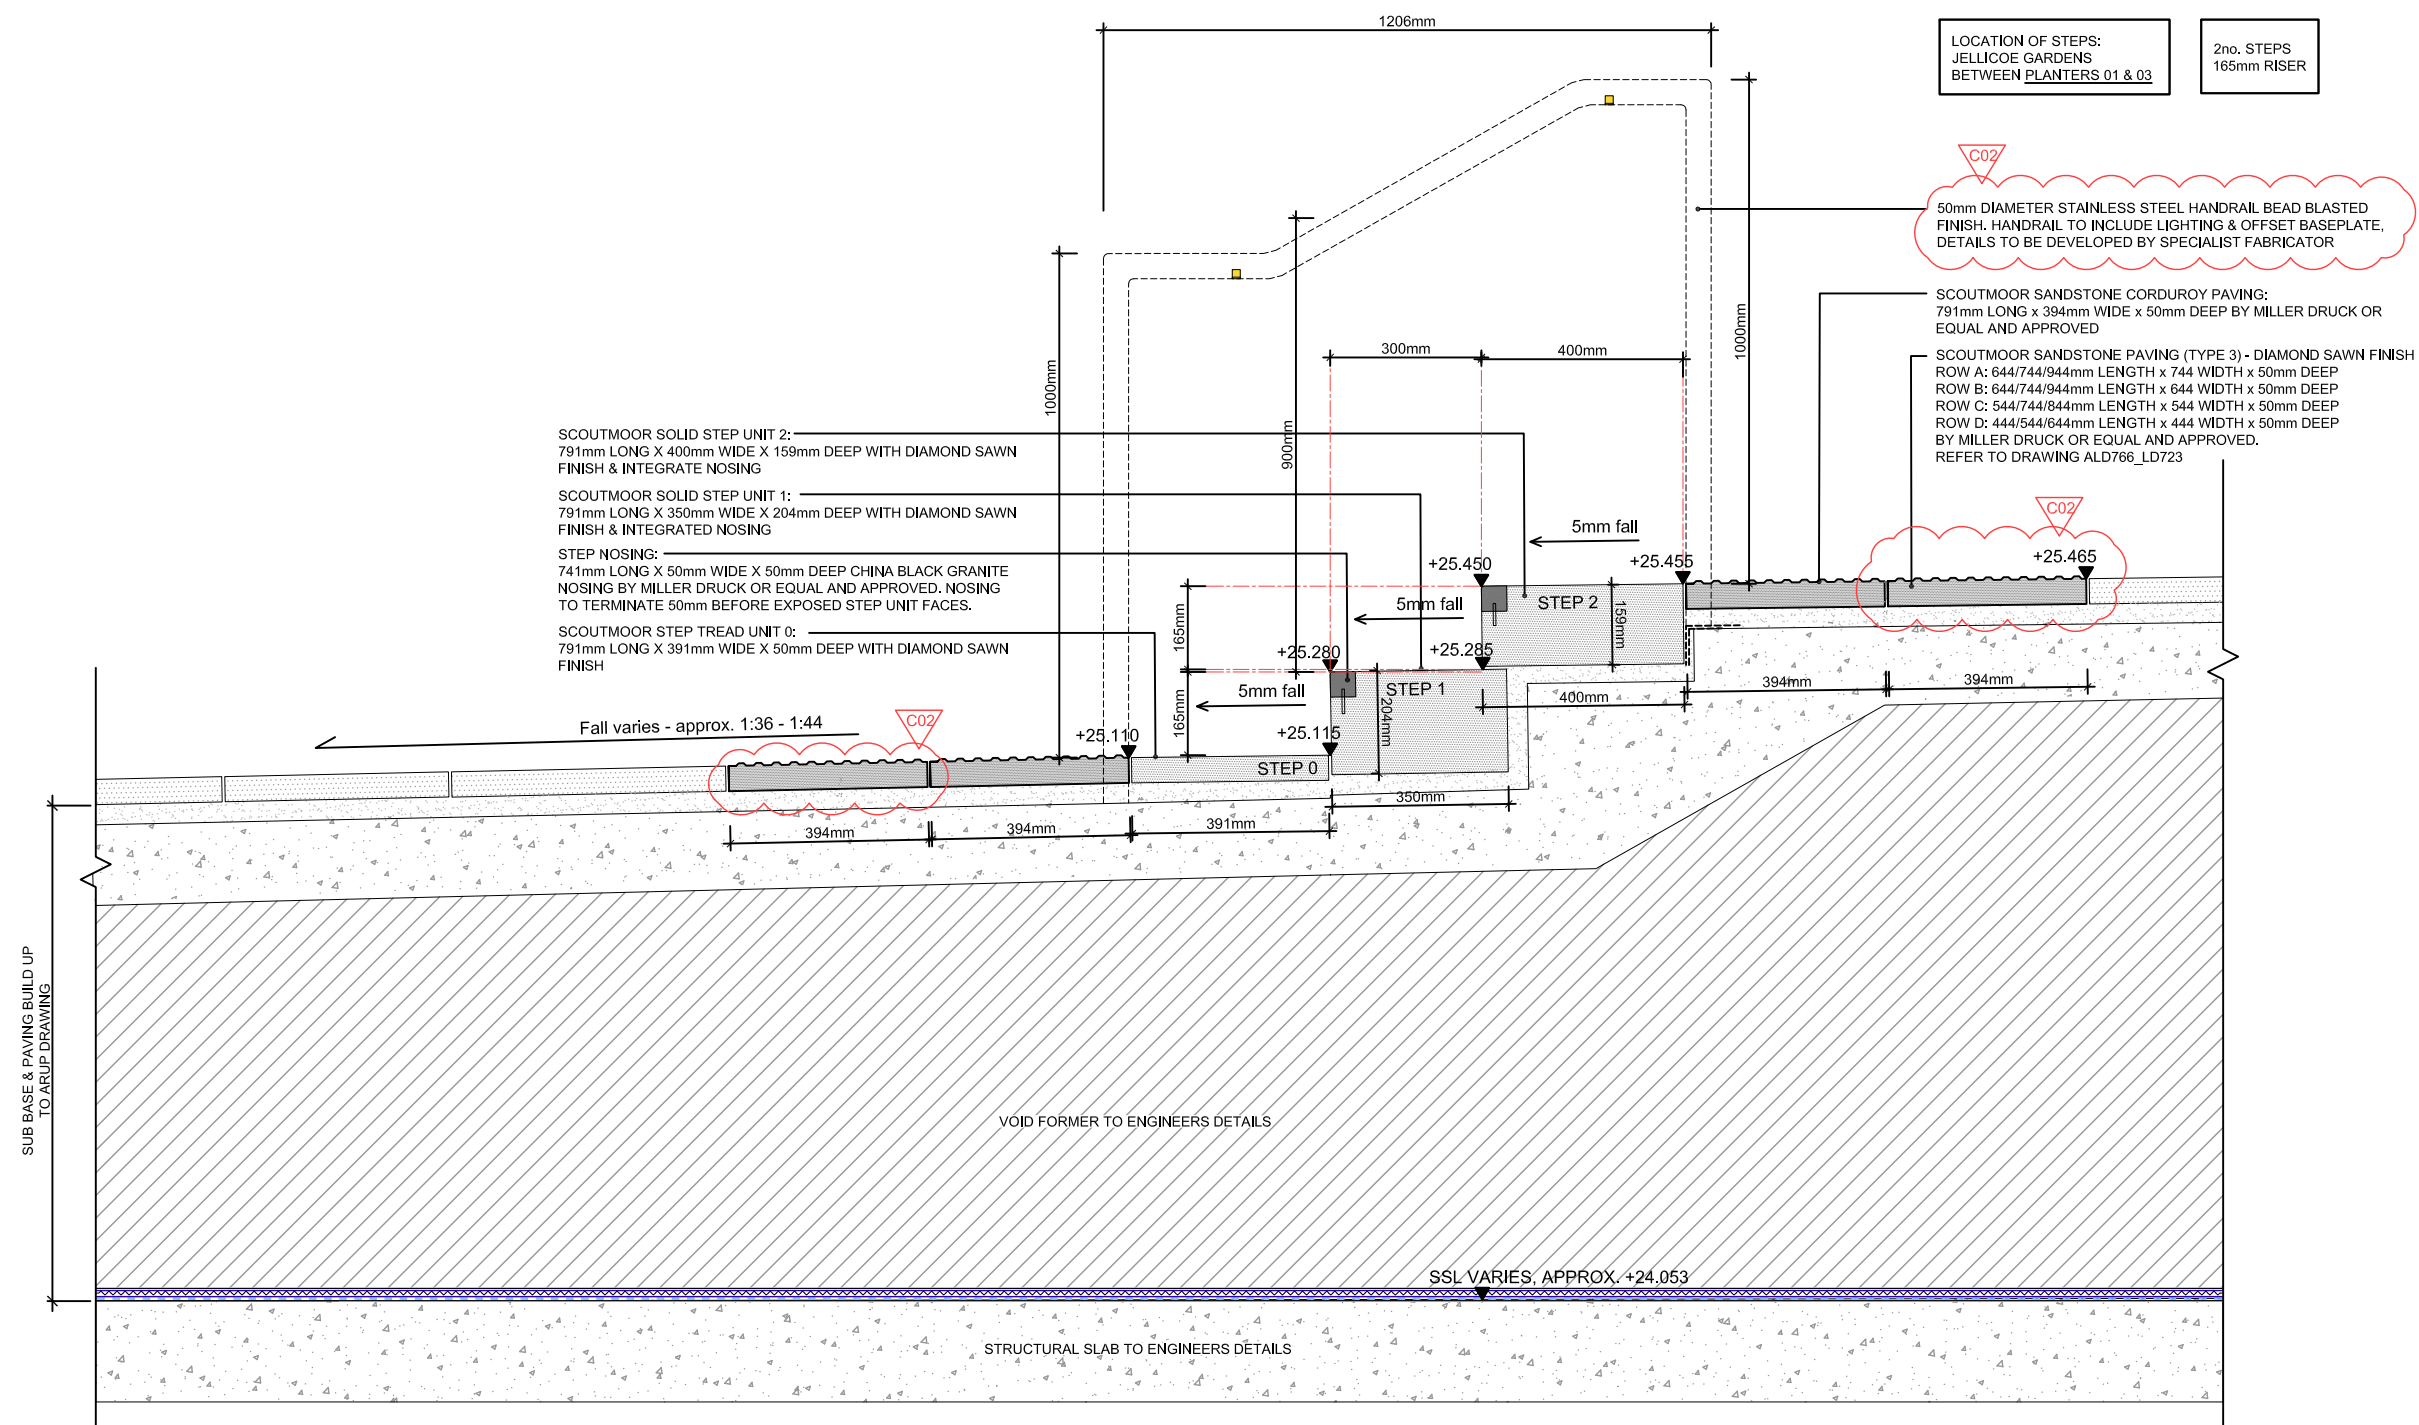 1206mm
LOCATION OF STEPS:
JELLICOE GARDENS
BETWEEN PLANTERS 01 & 03
2no. STEPS
165mm RISER
C02
50mm DIAMETER STAINLESS STEEL HANDRAIL BEAD BLASTED
FINISH. HANDRAIL TO INCLUDE LIGHTING & OFFSET BASEPLATE,
DETAILS TO BE DEVELOPED BY SPECIALIST FABRICATOR
SCOUTMOOR SANDSTONE CORDUROY PAVING:
791mm LONG x 394mm WIDE x 50mm DEEP BY MILLER DRUCK OR
EQUAL AND APPROVED
SCOUTMOOR SANDSTONE PAVING (TYPE 3) - DIAMOND SAWN FINISH
ROW A: 644/744/944mm LENGTH x 744 WIDTH x 50mm DEEP
ROW B: 644/744/944mm LENGTH x 644 WIDTH x 50mm DEEP
ROW C: 544/744/844mm LENGTH x 544 WIDTH x 50mm DEEP
ROW D: 444/544/644mm LENGTH x 444 WIDTH x 50mm DEEP
BY MILLER DRUCK OR EQUAL AND APPROVED.
REFER TO DRAWING ALD766_LD723
1000mm
300mm
400mm
1000mm
900mm
SCOUTMOOR SOLID STEP UNIT 2:
791mm LONG X 400mm WIDE X 159mm DEEP WITH DIAMOND SAWN
FINISH & INTEGRATE NOSING
SCOUTMOOR SOLID STEP UNIT 1:
791mm LONG X 350mm WIDE X 204mm DEEP WITH DIAMOND SAWN
FINISH & INTEGRATED NOSING
STEP NOSING:
741mm LONG X 50mm WIDE X 50mm DEEP CHINA BLACK GRANITE
NOSING BY MILLER DRUCK OR EQUAL AND APPROVED. NOSING
TO TERMINATE 50mm BEFORE EXPOSED STEP UNIT FACES.
SCOUTMOOR STEP TREAD UNIT 0:
791mm LONG X 391mm WIDE X 50mm DEEP WITH DIAMOND SAWN
FINISH
C02
5mm fall
+25.450
+25.455
+25.465
5mm fall
STEP 2
159mm
165mm
+25.280
+25.285
5mm fall
STEP 1
204mm
165mm
400mm
394mm
394mm
Fall varies - approx. 1:36 - 1:44
C02
+25.110
+25.115
STEP 0
350mm
394mm
394mm
391mm
SUB BASE & PAVING BUILD UP
TO ARUP DRAWING
VOID FORMER TO ENGINEERS DETAILS
SSL VARIES, APPROX. +24.053
STRUCTURAL SLAB TO ENGINEERS DETAILS